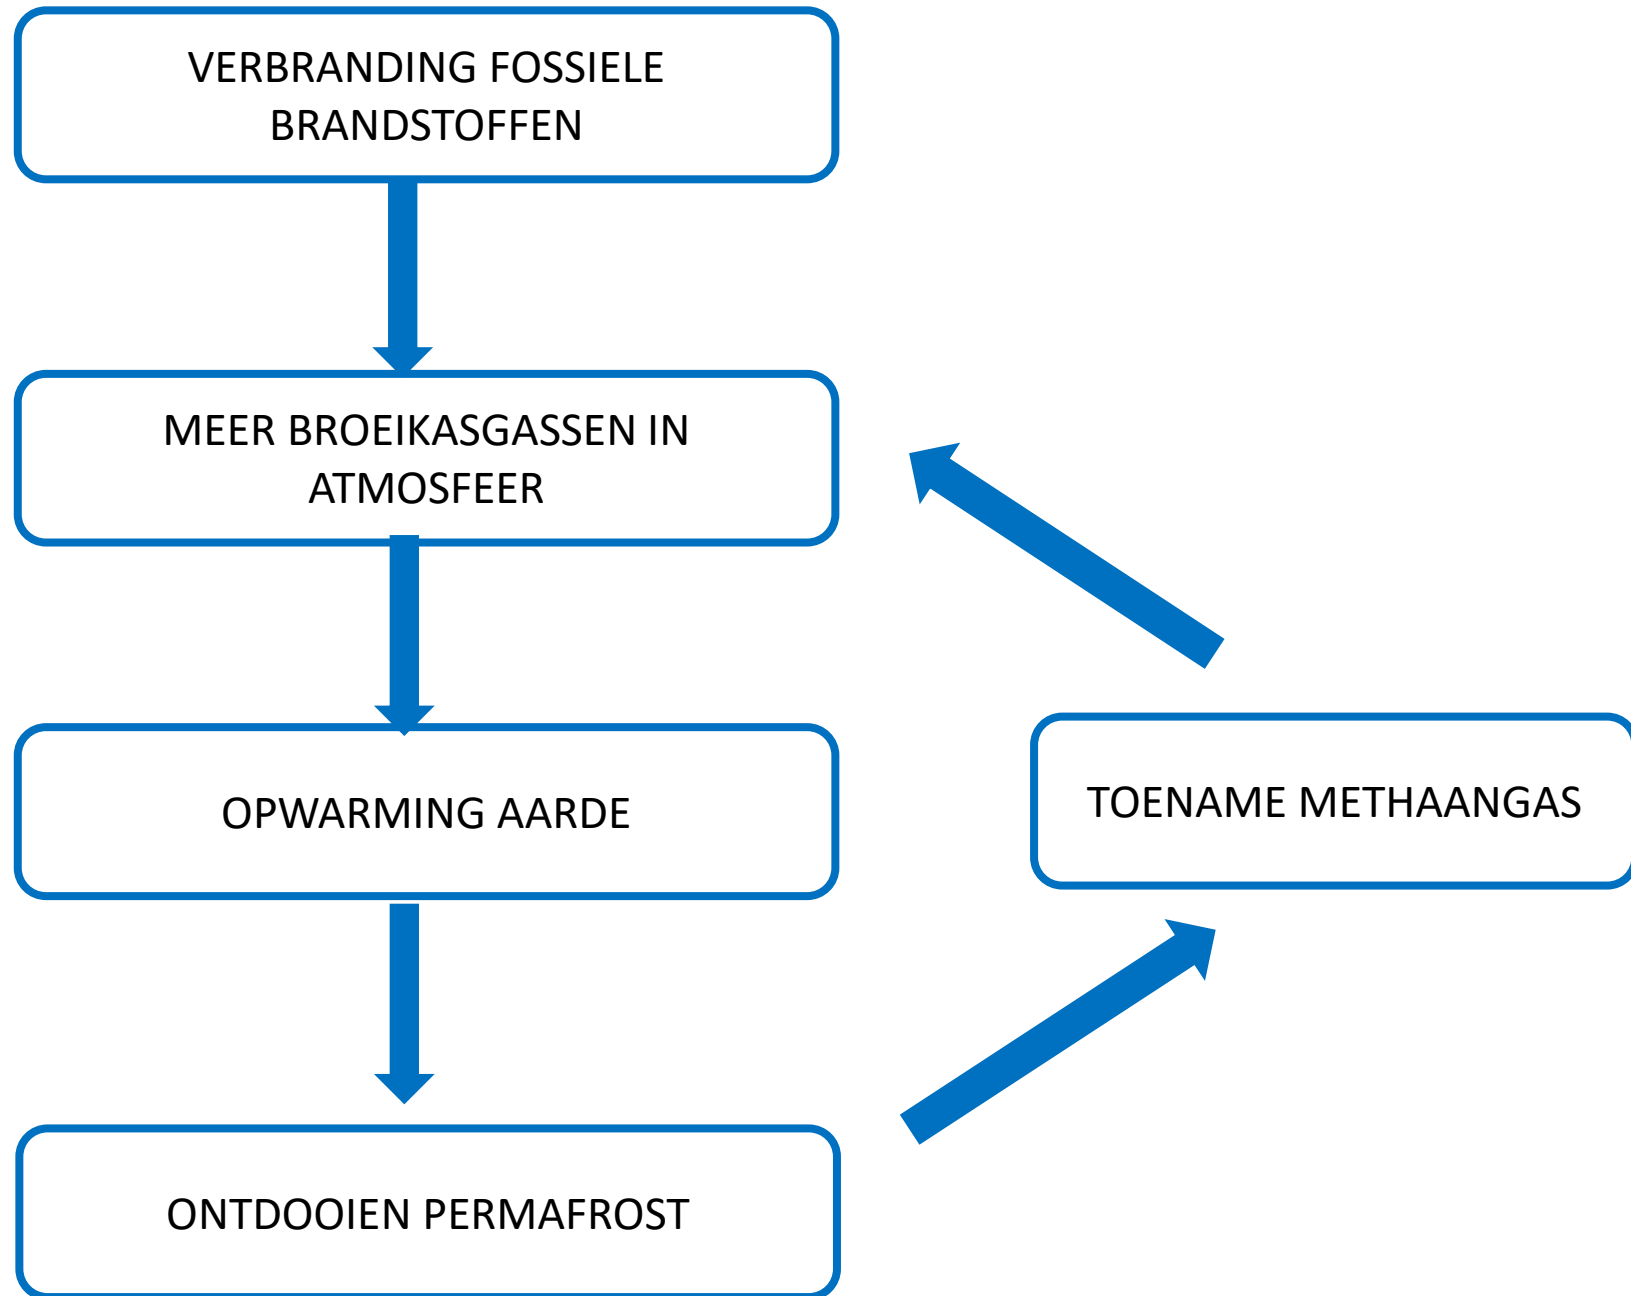 VERBRANDING FOSSIELE
BRANDSTOFFEN
MEER BROEIKASGASSEN IN
ATMOSFEER
OPWARMING AARDE
TOENAME METHAANGAS
ONTDOOIEN PERMAFROST